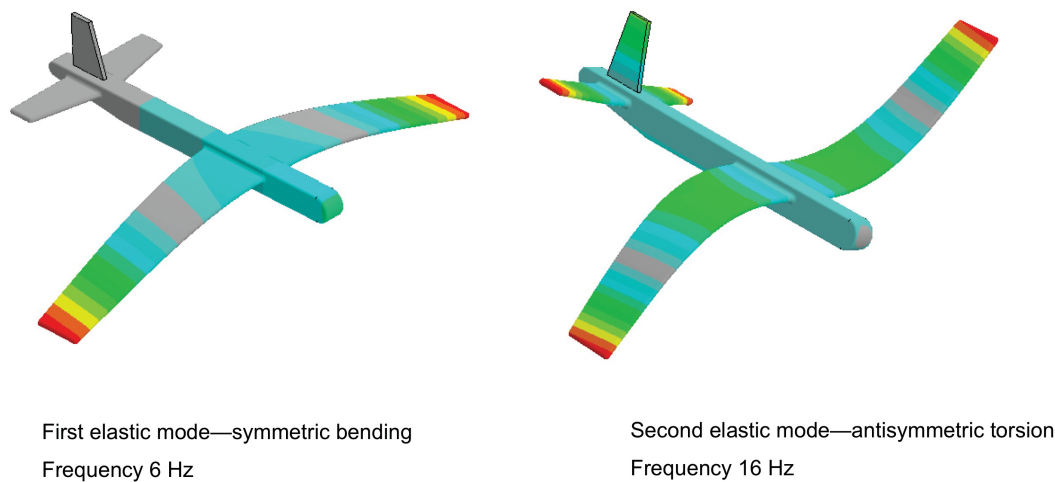 First elastic mode—symmetric bending
Frequency 6 Hz
Second elastic mode—antisymmetric torsion
Frequency 16 Hz